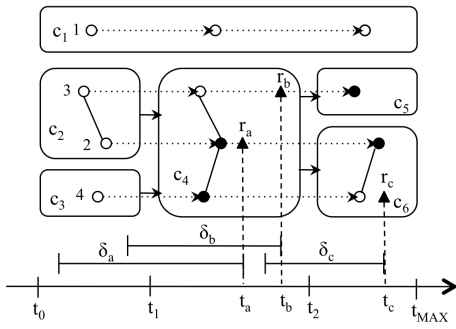 c1 1
3 rb
c5
c2 ra
2
c4
4 rc
c3 c6
δb
δa δc
t0 t1 ta tb t2 tc tMAX